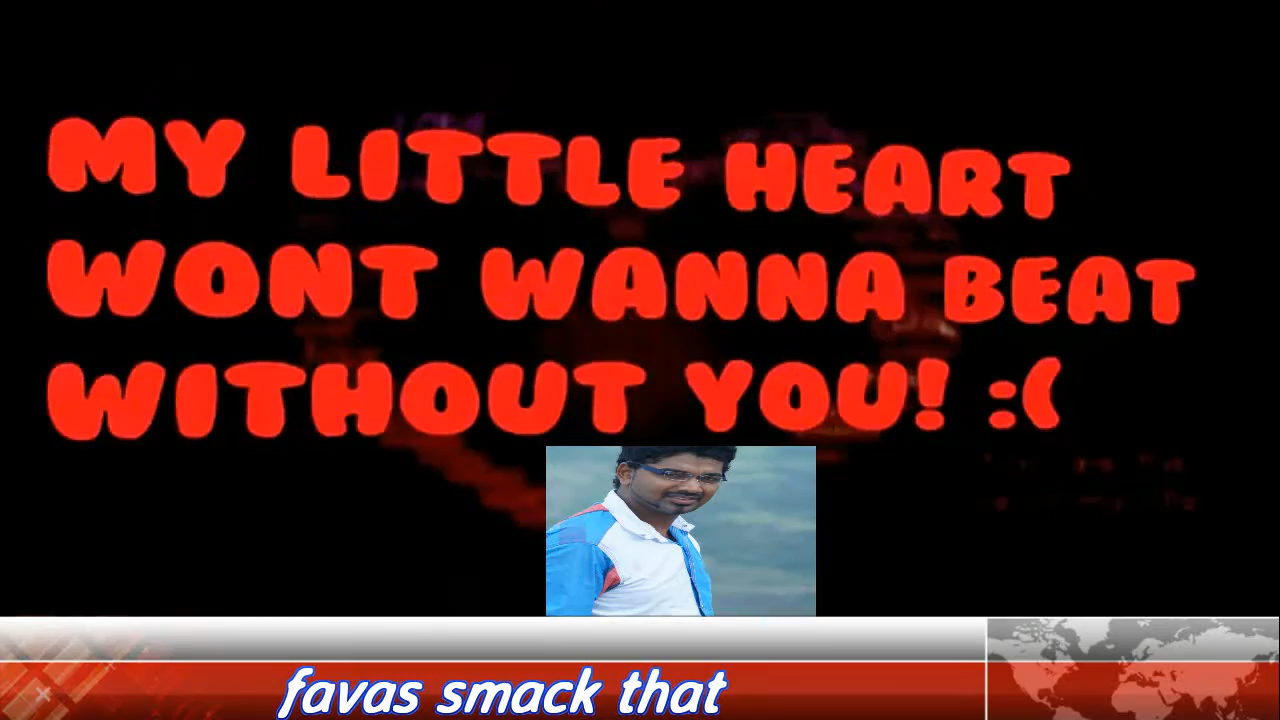 MY LITTLE HEART
WONT WANNA BEAT
WITHOUT YOU! :(
favas smack that